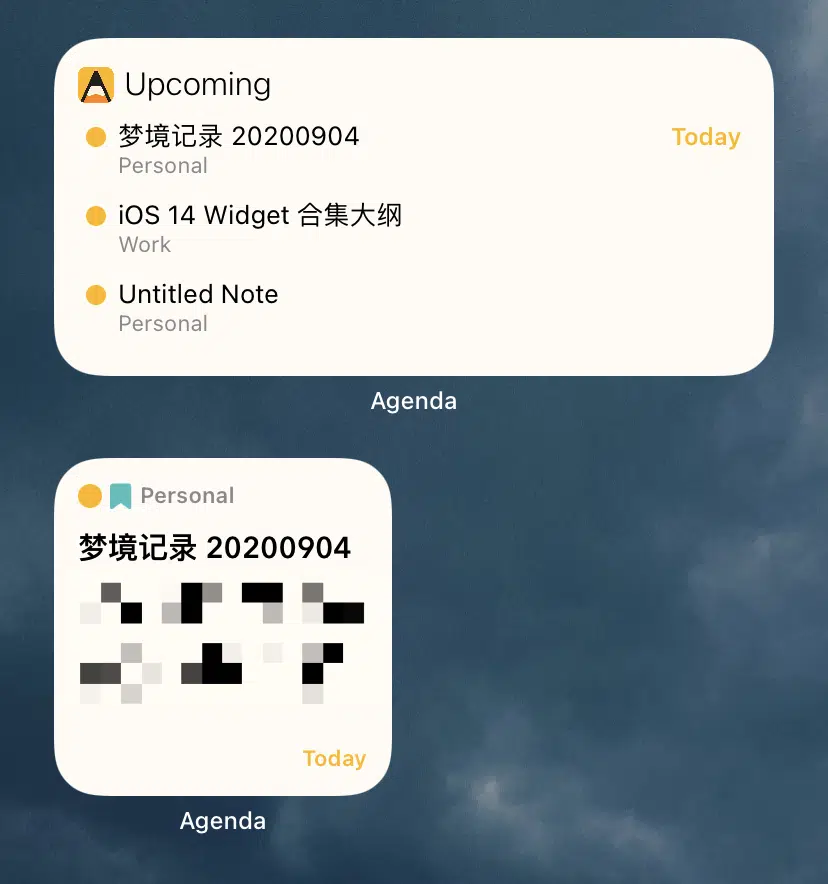 Upcoming
梦境记录 20200904
Today
Personal
iOS 14 Widget 合集大纲
Work
Untitled Note
Personal
Agenda
Personal
梦境记录 20200904
Today
Agenda